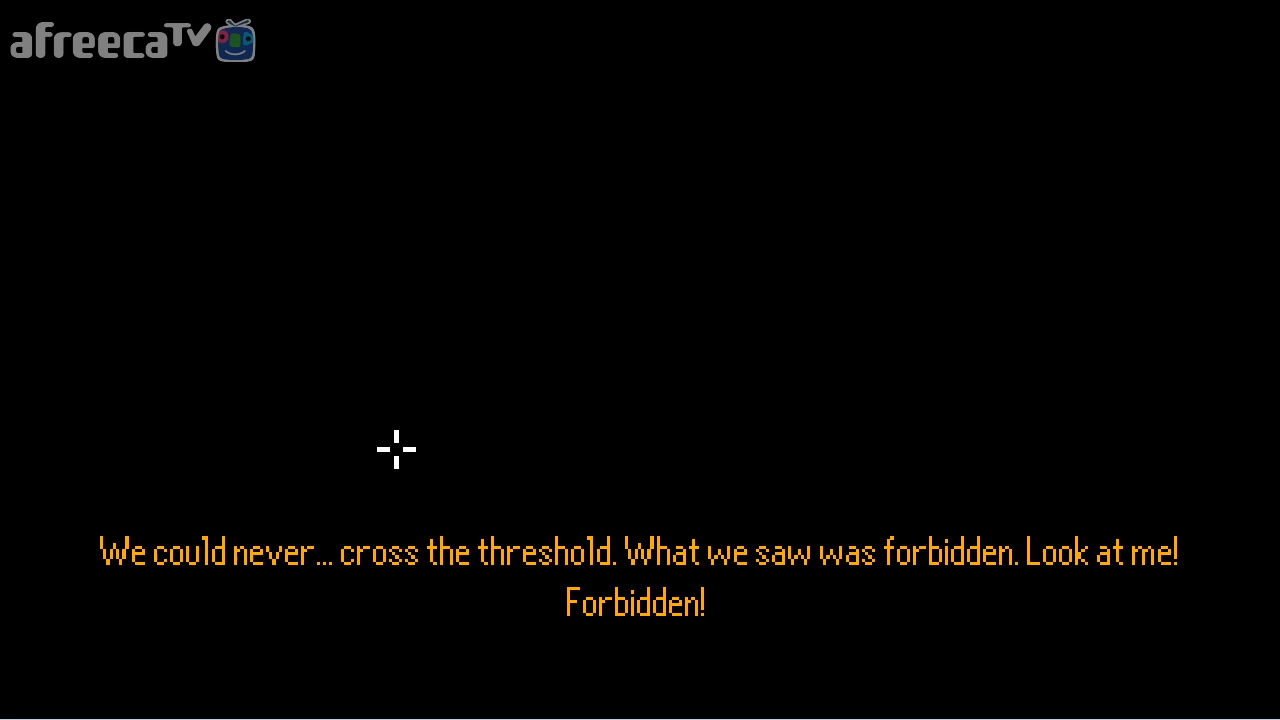 afreecaTV
We could never... cross the threshold. What we saw was forbidden. Look at me!
Forbidden!